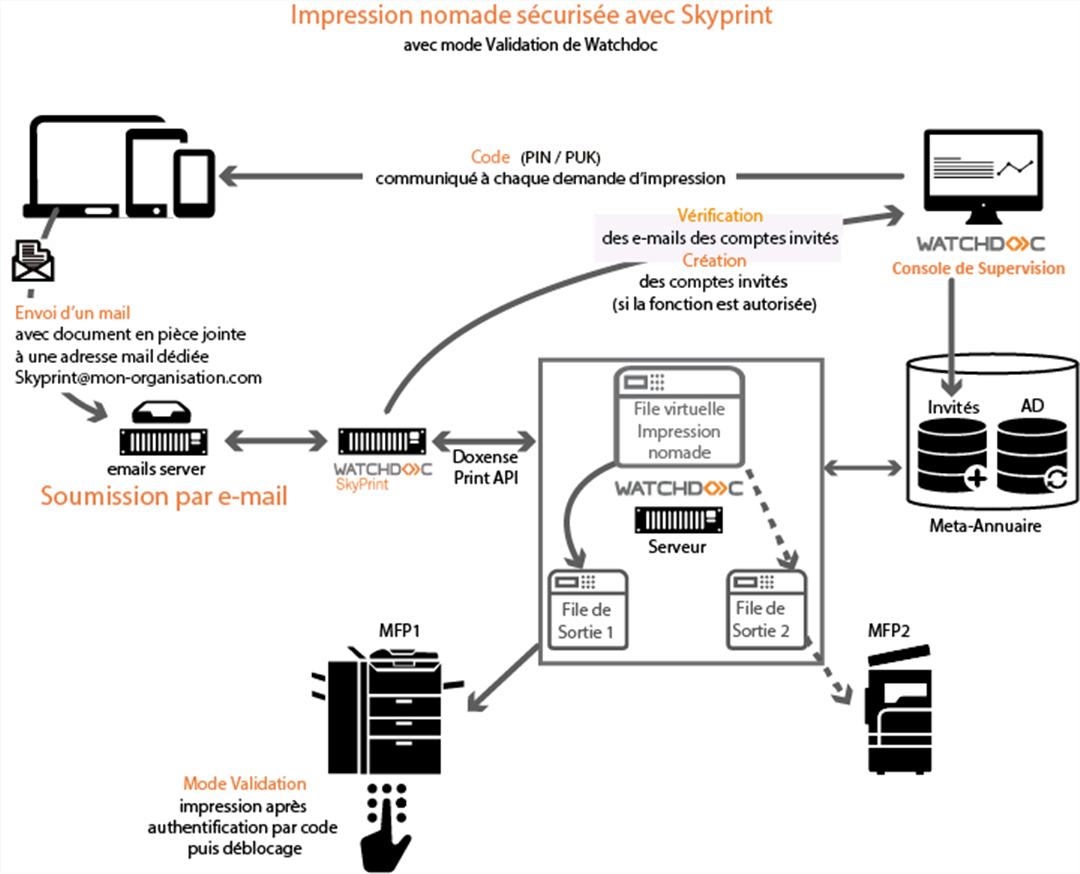 Impression nomade sécurisée avec Skyprint
avec mode Validation de Watchdoc
Code (PIN / PUK)
communiqué à chaque demande d'impression
Vérification
des e-mails des comptes invités
Création
des comptes invités
(si la fonction est autorisée)
WATCHDOC
Console de Supervision
Envoi d'un mail
avec document en pièce jointe
à une adresse mail dédiée
Skyprint@mon-organisation.com
emails server
Soumission par e-mail
WATCHDOC
SkyPrint
Doxense
Print API
File virtuelle
Impression
nomade
WATCHDOC
Serveur
File de
Sortie 1
File de
Sortie 2
Invités
AD
Meta-Annuaire
MFP1
MFP2
Mode Validation
impression après
authentification par code
puis déblocage